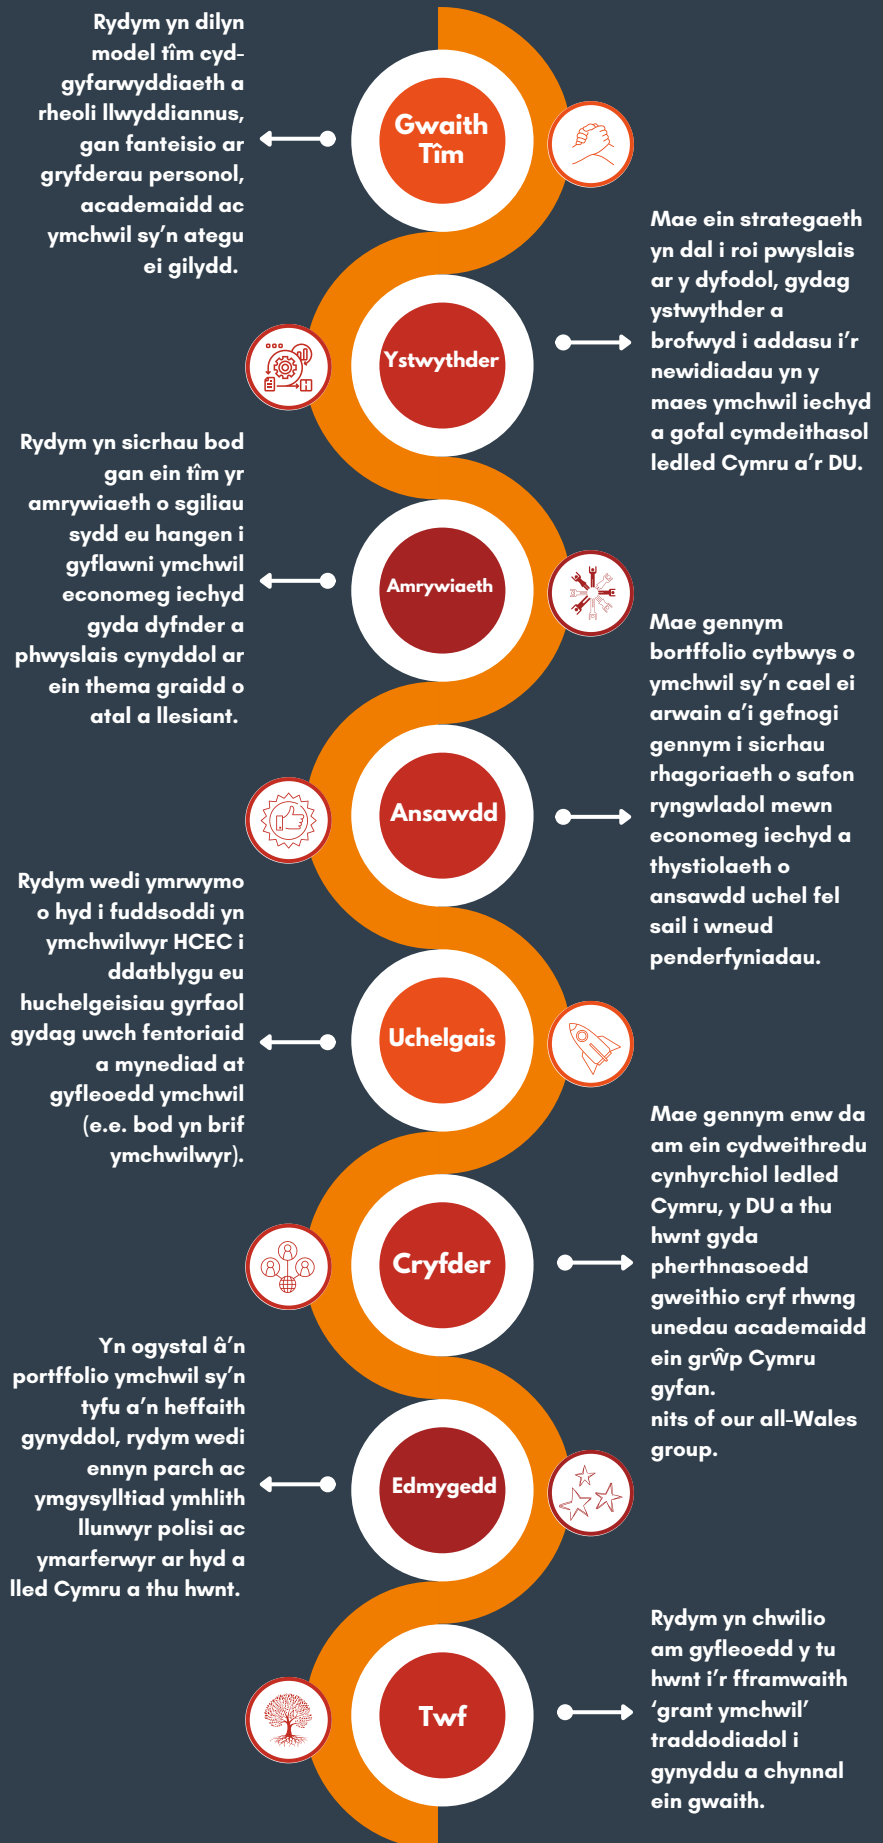 Rydym yn dilyn
model tîm cyd-
gyfarwyddiaeth a
rheoli llwyddiannus,
gan fanteisio ar
gryfderau personol,
academaidd ac
ymchwil sy’n ategu
ei gilydd.
Gwaith
Tîm
Ystwythder
Mae ein strategaeth
yn dal i roi pwyslais
ar y dyfodol, gydag
ystwythder a
brofwyd i addasu i’r
newidiadau yn y
maes ymchwil iechyd
a gofal cymdeithasol
ledled Cymru a’r DU.
Rydym yn sicrhau bod
gan ein tîm yr
amrywiaeth o sgiliau
sydd eu hangen i
gyflawni ymchwil
economeg iechyd
gyda dyfnder a
phwyslais cynyddol ar
ein thema graidd o
atal a llesiant.
Amrywiaeth
Ansawdd
Mae gennym
bortffolio cytbwys o
ymchwil sy’n cael ei
arwain a’i gefnogi
gennym i sicrhau
rhagoriaeth o safon
ryngwladol mewn
economeg iechyd a
thystiolaeth o
ansawdd uchel fel
sail i wneud
penderfyniadau.
Rydym wedi ymrwymo
o hyd i fuddsoddi yn
ymchwilwyr HCEC i
ddatblygu eu
huchelgeisiau gyrfaol
gydag uwch fentoriaid
a mynediad at
gyfleoedd ymchwil
(e.e. bod yn brif
ymchwilwyr).
Uchelgais
Cryfder
Mae gennym enw da
am ein cydweithredu
cynhyrchiol ledled
Cymru, y DU a thu
hwnt gyda
pherthnasoedd
gweithio cryf rhwng
unedau academaidd
ein grŵp Cymru
gyfan.
nits of our all-Wales
group.
Yn ogystal â’n
portffolio ymchwil sy’n
tyfu a’n heffaith
gynyddol, rydym wedi
ennyn parch ac
ymgysylltiad ymhlith
llunwyr polisi ac
ymarferwyr ar hyd a
lled Cymru a thu hwnt.
Edmygedd
Twf
Rydym yn chwilio
am gyfleoedd y tu
hwnt i’r fframwaith
‘grant ymchwil’
traddodiadol i
gynyddu a chynnal
ein gwaith.